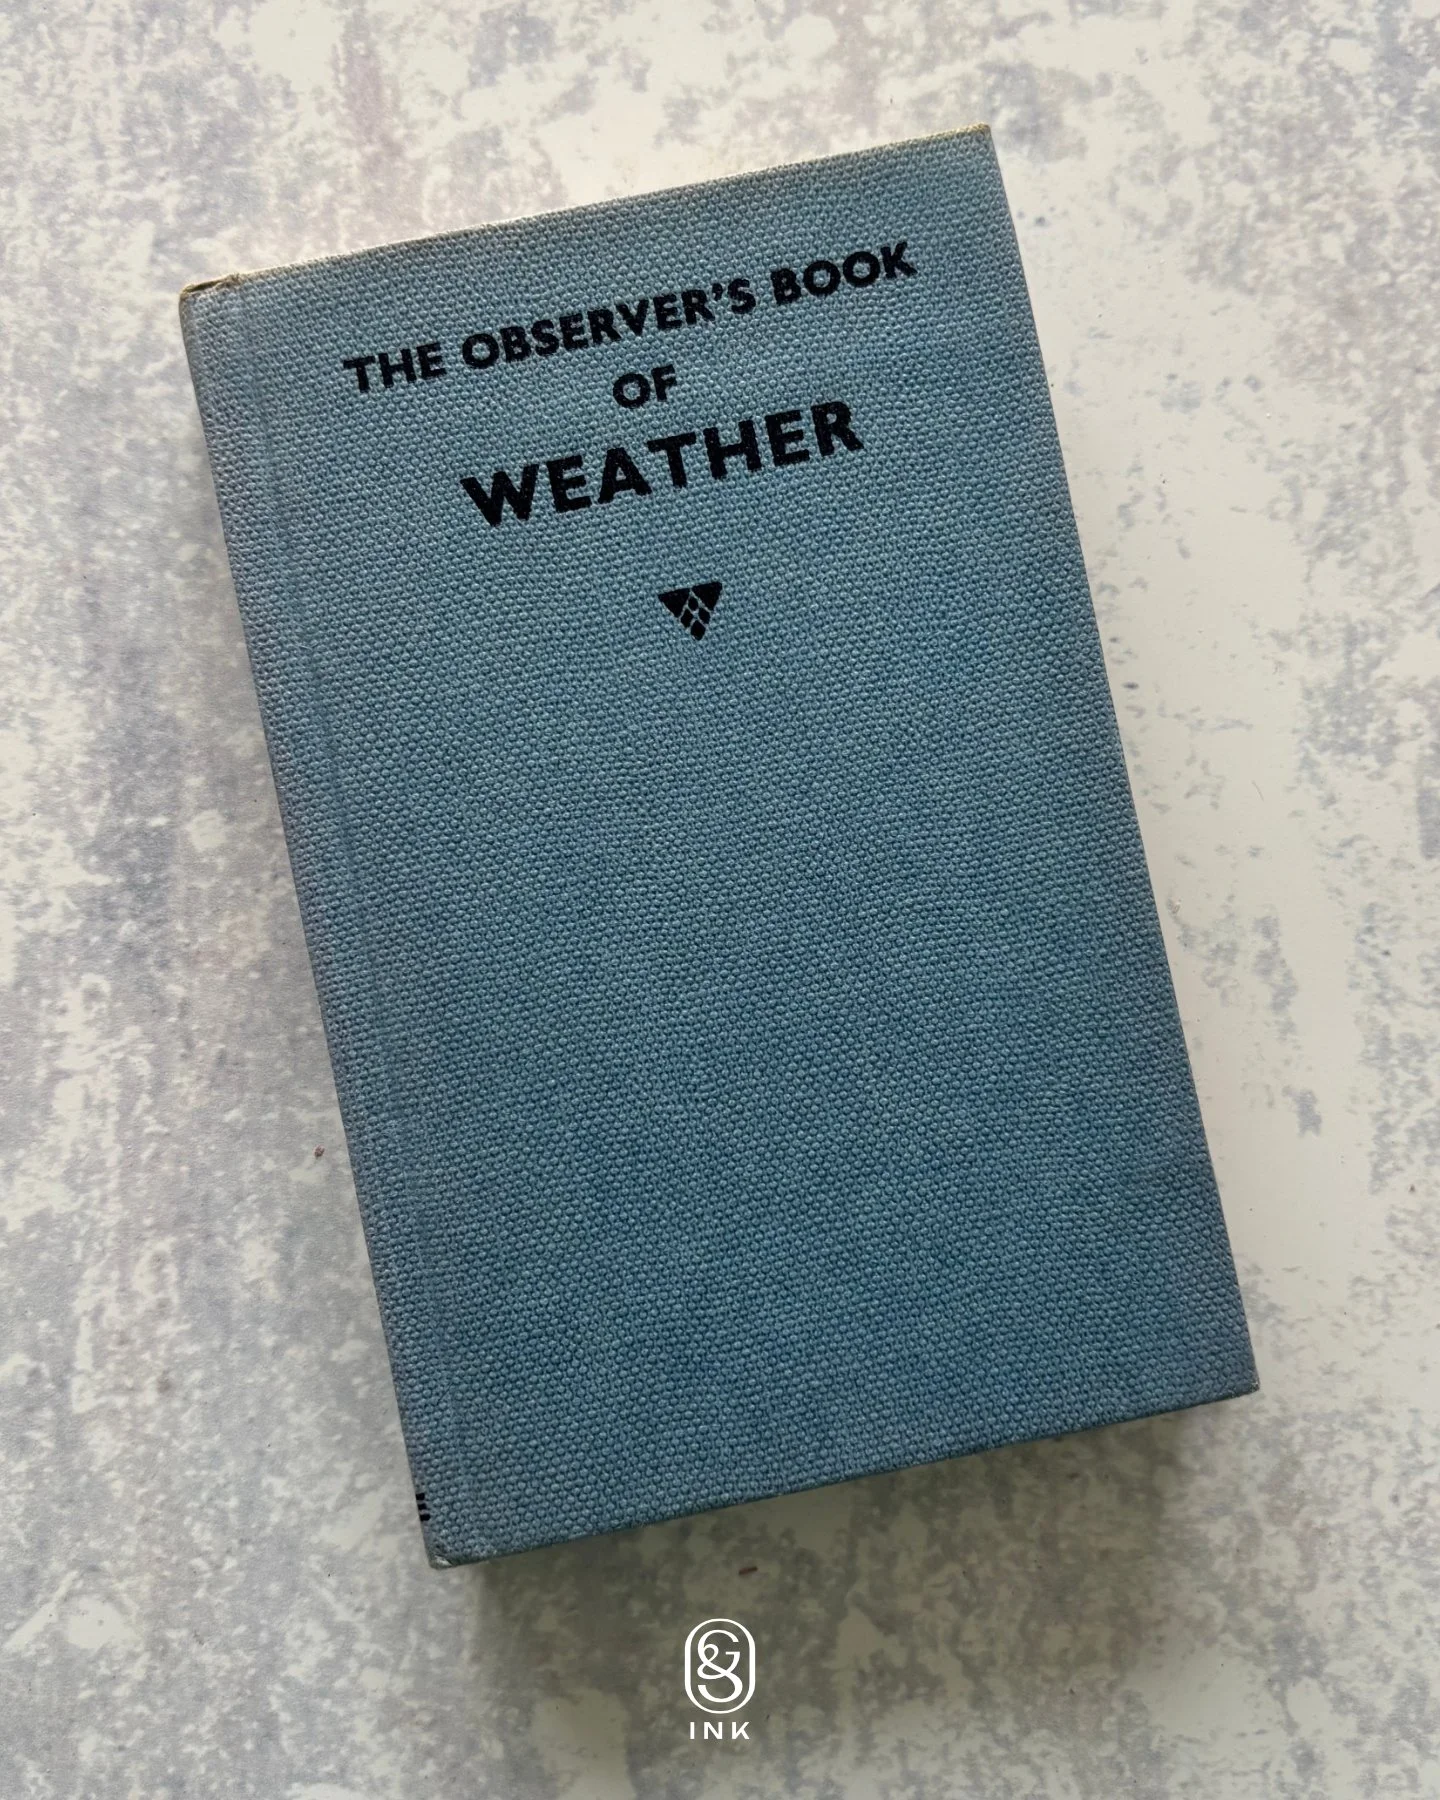 THE OBSERVER'S BOOK
OF
WEATHER
INK